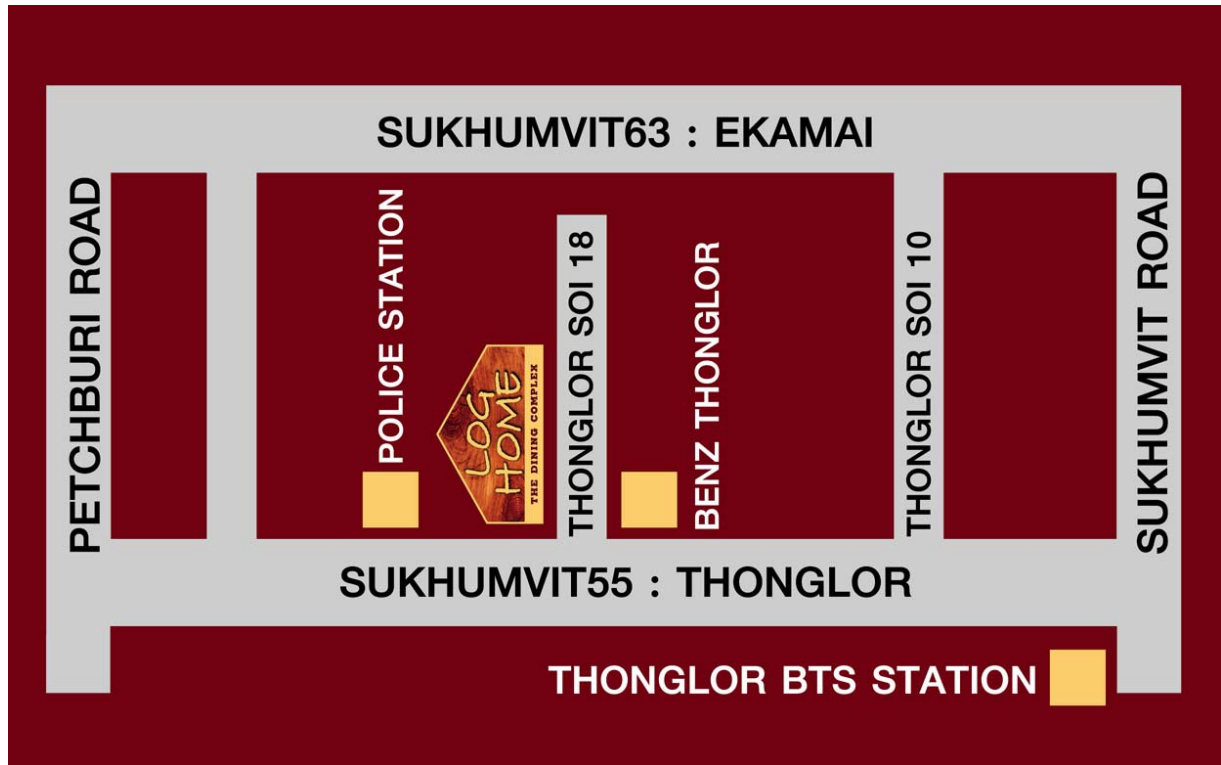 SUKHUMVIT63 : EKAMAI
PETCHBURI ROAD
POLICE STATION
LOG
HOME
THE DINING COMPLEX
THONGLOR SOI 18
BENZ THONGLOR
THONGLOR SOI 10
SUKHUMVIT ROAD
SUKHUMVIT55 : THONGLOR
THONGLOR BTS STATION